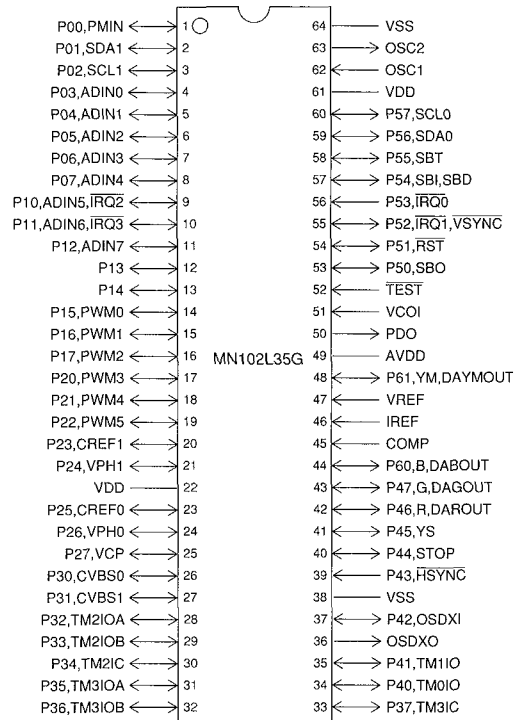 P00,PMIN 1 64 VSS
P01,SDA1 2 63 OSC2
P02,SCL1 3 62 OSC1
P03,ADIN0 4 61 VDD
P04,ADIN1 5 60 P57,SCL0
P05,ADIN2 6 59 P56,SDA0
P06,ADIN3 7 58 P55,SBT
P07,ADIN4 8 57 P54,SBI,SBD
P10,ADIN5,IRQ2 9 56 P53,IRQ0
P11,ADIN6,IRQ3 10 55 P52,IRQ1,VSYNC
P12,ADIN7 11 54 P51,RST
P13 12 53 P50,SBO
P14 13 52 TEST
P15,PWM0 14 51 VCOI
P16,PWM1 15 50 PDO
P17,PWM2 16 MN102L35G 49 AVDD
P20,PWM3 17 48 P61,YM,DAYMOUT
P21,PWM4 18 47 VREF
P22,PWM5 19 46 IREF
P23,CREF1 20 45 COMP
P24,VPH1 21 44 P60,B,DABOUT
VDD 22 43 P47,G,DAGOUT
P25,CREF0 23 42 P46,R,DAROUT
P26,VPH0 24 41 P45,YS
P27,VCP 25 40 P44,STOP
P30,CVBS0 26 39 P43,HSYNC
P31,CVBS1 27 38 VSS
P32,TM2IOA 28 37 P42,OSDXI
P33,TM2IOB 29 36 OSDXO
P34,TM2IC 30 35 P41,TM1IO
P35,TM3IOA 31 34 P40,TM0IO
P36,TM3IOB 32 33 P37,TM3IC